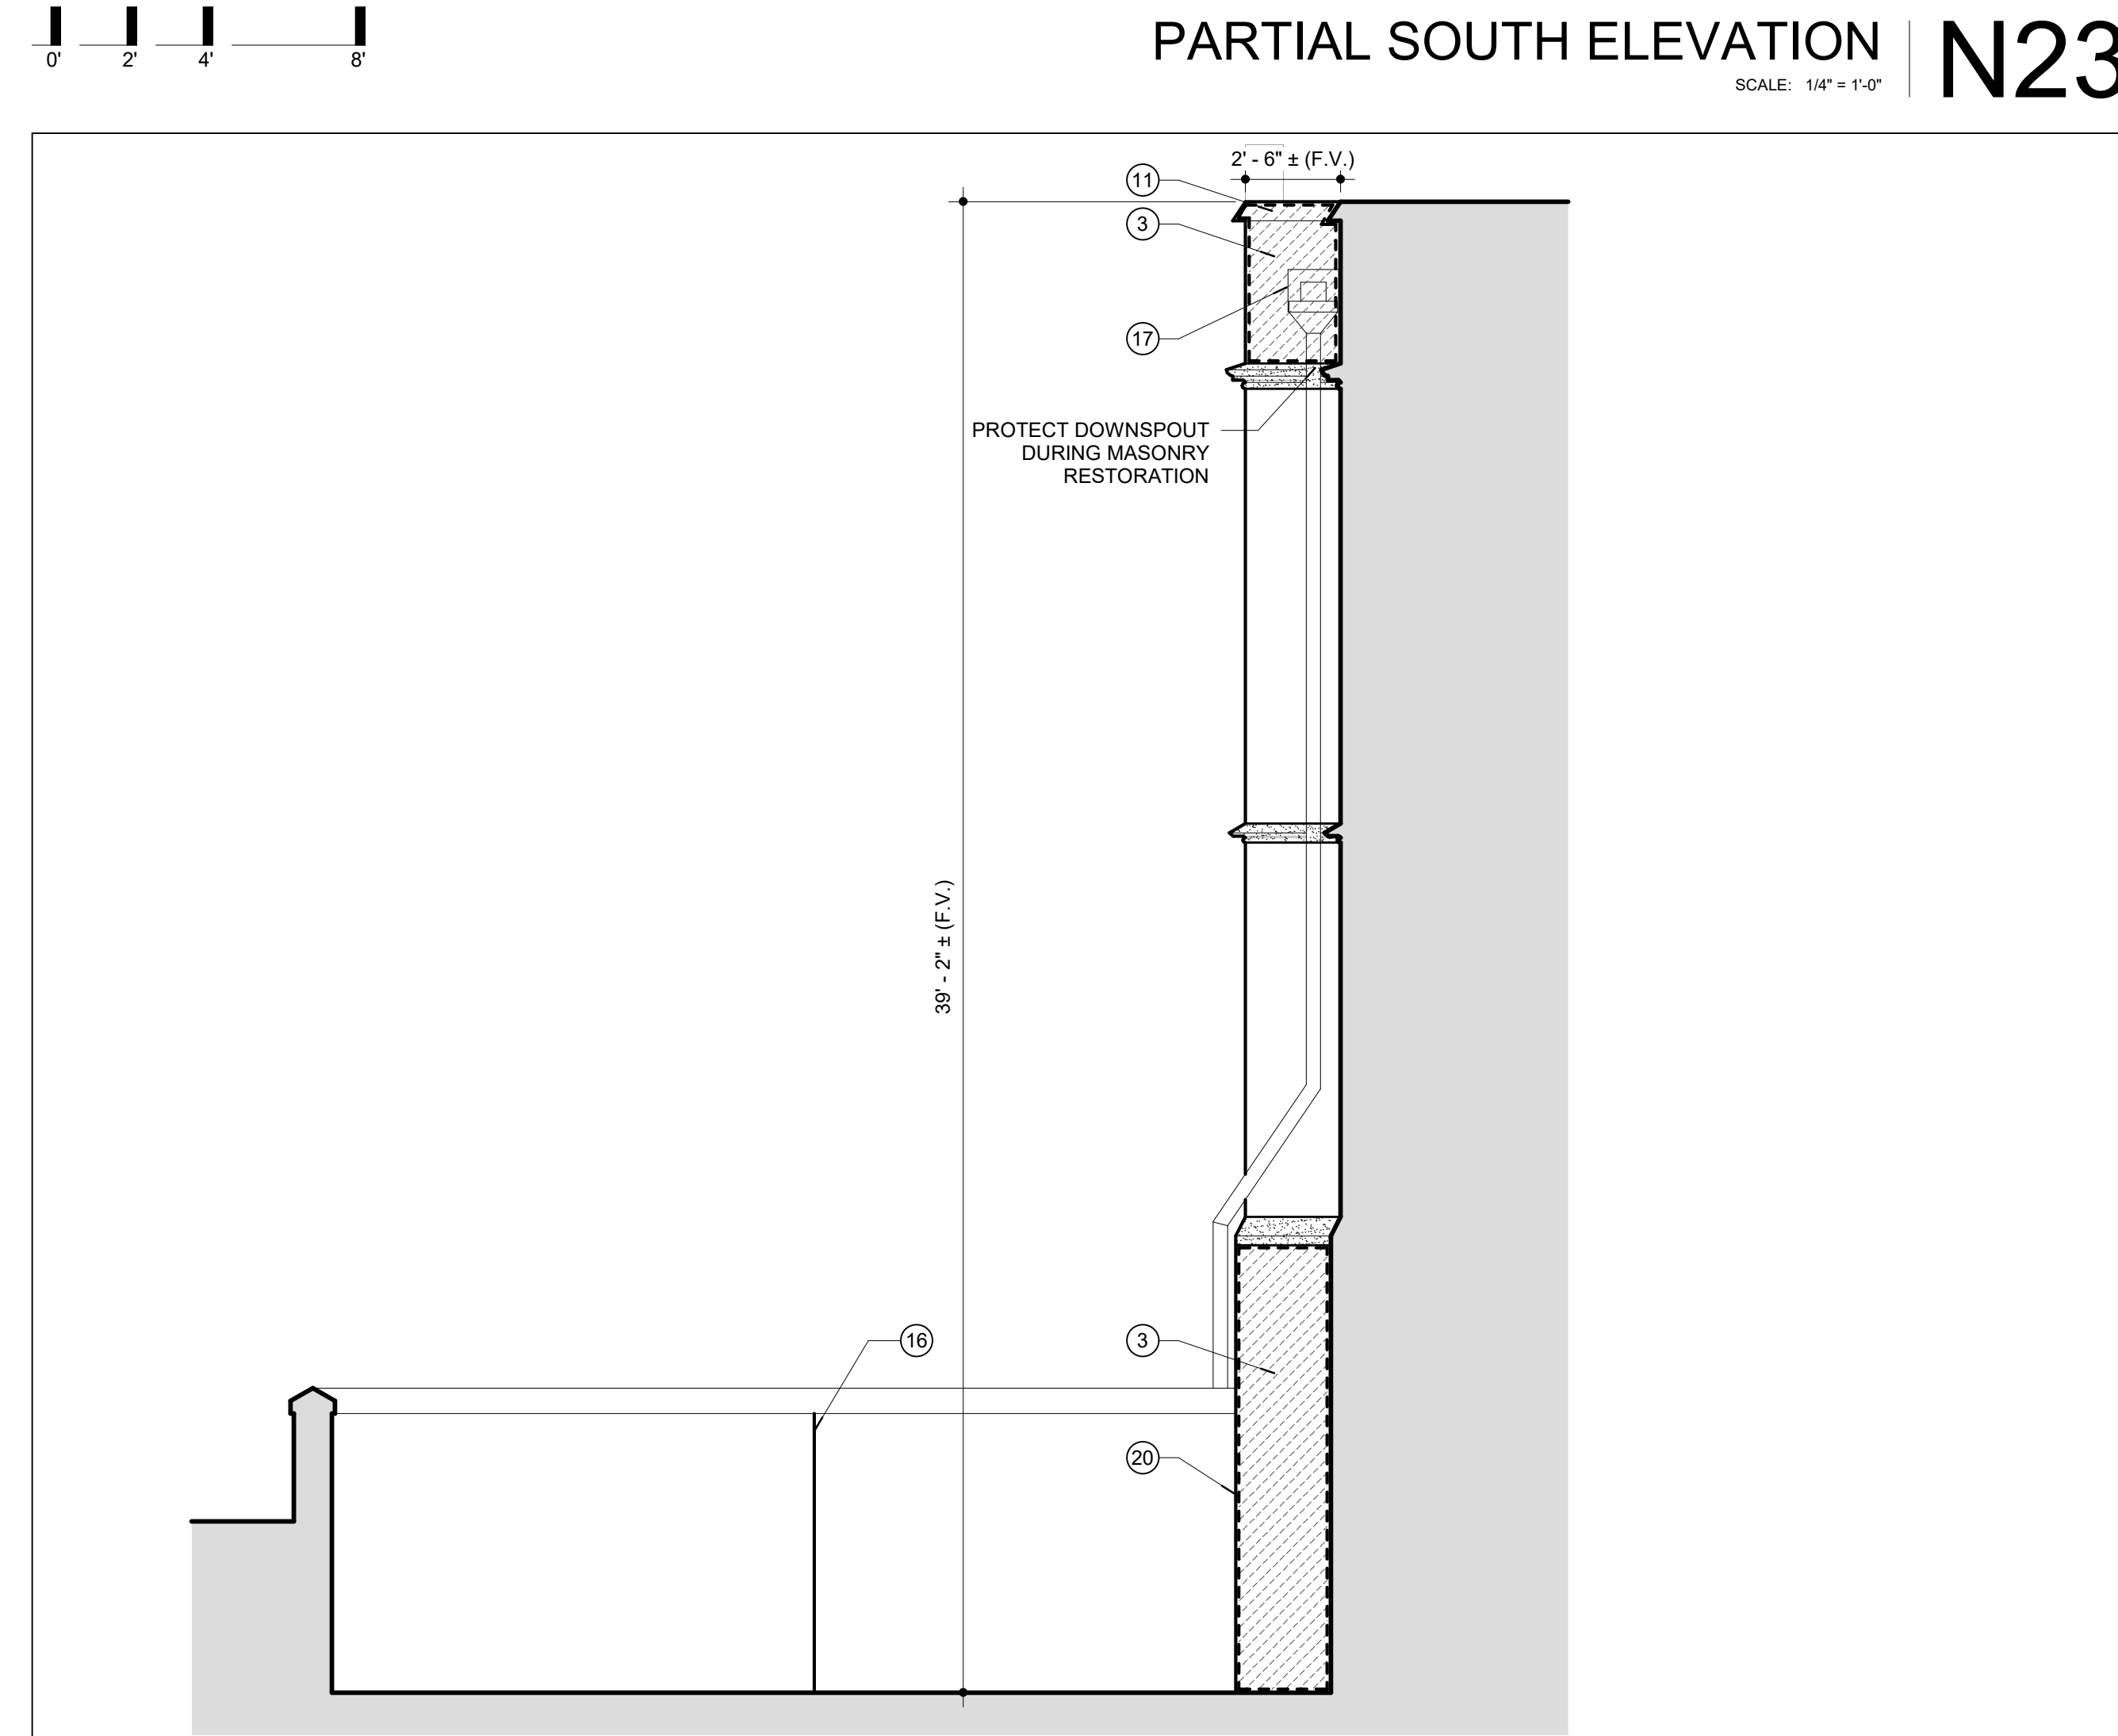 0' 2' 4' 8'
PARTIAL SOUTH ELEVATION
SCALE: 1/4" = 1'-0"
N23
2' - 6" ± (F.V.)
11
3
17
PROTECT DOWNSPOUT
DURING MASONRY
RESTORATION
39' - 2" ± (F.V.)
16
3
20